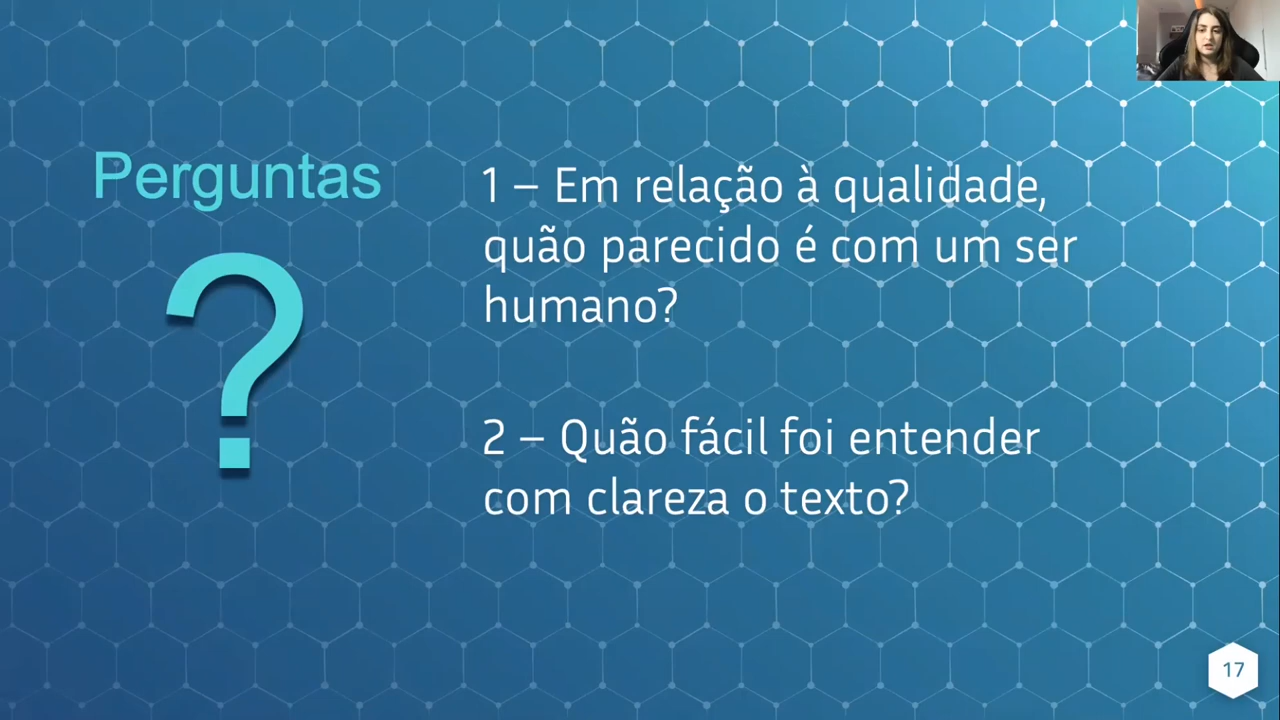 Perguntas
?
1 – Em relação à qualidade,
quão parecido é com um ser
humano?
2 – Quão fácil foi entender
com clareza o texto?
17